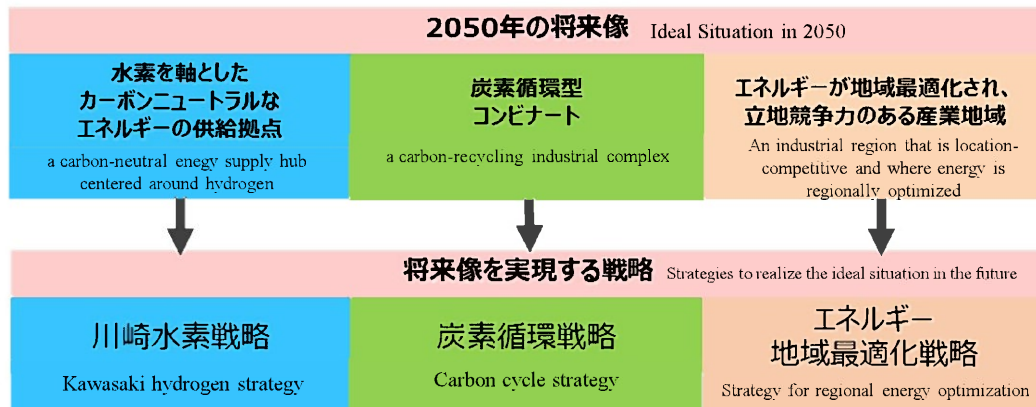 2050年の将来像 Ideal Situation in 2050
水素を軸とした
カーボンニュートラルな
エネルギーの供給拠点
a carbon-neutral enegy supply hub
centered around hydrogen
炭素循環型
コンビナート
a carbon-recycling industrial complex
エネルギーが地域最適化され、
立地競争力のある産業地域
An industrial region that is location-
competitive and where energy is
regionally optimized
将来像を実現する戦略 Strategies to realize the ideal situation in the future
川崎水素戦略
Kawasaki hydrogen strategy
炭素循環戦略
Carbon cycle strategy
エネルギー
地域最適化戦略
Strategy for regional energy optimization